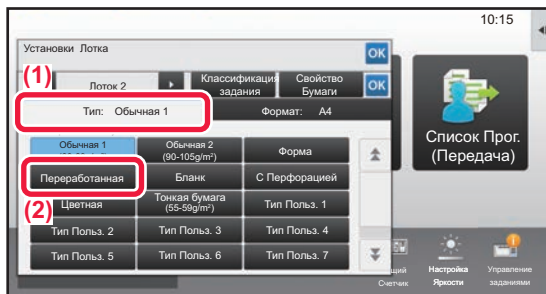 10:15
Установки Лотка
OK
(1)
Лоток 2
Классификация задания
Свойство Бумаги
OK
Тип: Обычная 1
Формат: A4
Обычная 1
Обычная 2 (90-105g/m²)
Форма
Переработанная
Бланк
С Перфорацией
(2)
Цветная
Тонкая бумага (55-59g/m²)
Тип Польз. 1
Тип Польз. 2
Тип Польз. 3
Тип Польз. 4
Тип Польз. 5
Тип Польз. 6
Тип Польз. 7
Список Прог.
(Передача)
Счетчик
Настройка
Яркости
Управление
заданиями